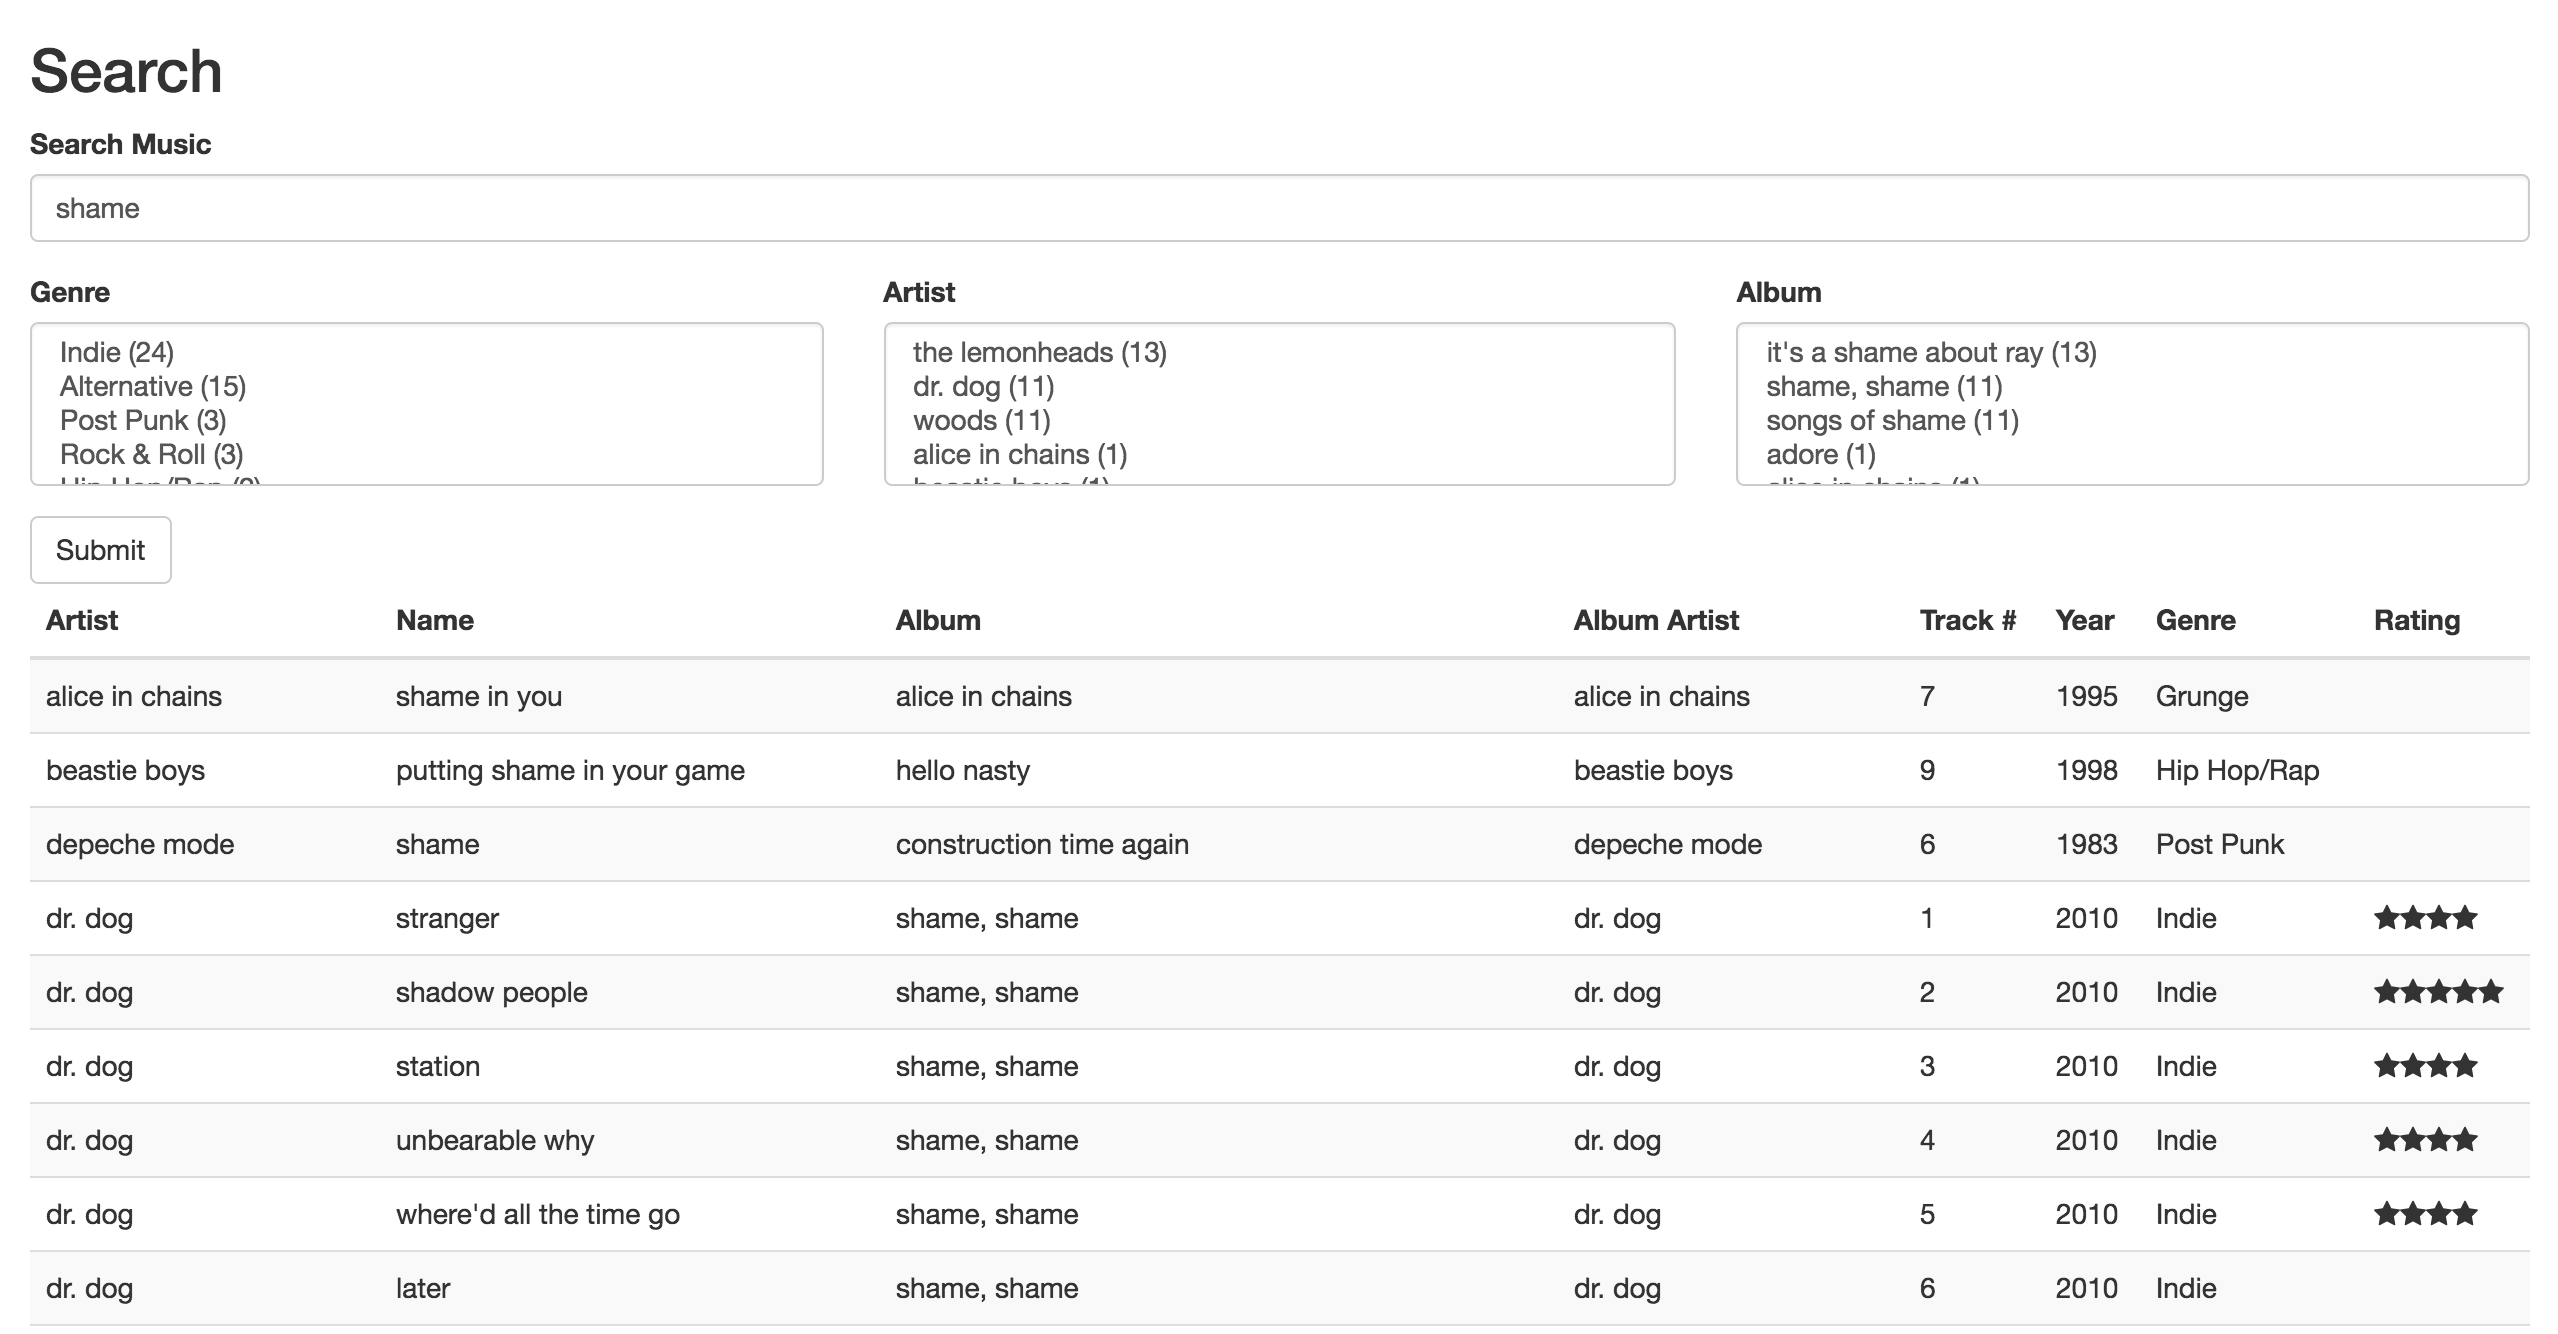 Search
Search Music
shame
Genre
Artist
Album
Indie (24)
Alternative (15)
Post Punk (3)
Rock & Roll (3)
the lemonheads (13)
dr. dog (11)
woods (11)
alice in chains (1)
beastie boys (1)
it's a shame about ray (13)
shame, shame (11)
songs of shame (11)
adore (1)
alice in chains (1)
Submit
Artist Name Album Album Artist Track # Year Genre Rating
alice in chains shame in you alice in chains alice in chains 7 1995 Grunge
beastie boys putting shame in your game hello nasty beastie boys 9 1998 Hip Hop/Rap
depeche mode shame construction time again depeche mode 6 1983 Post Punk
dr. dog stranger shame, shame dr. dog 1 2010 Indie ★★★★
dr. dog shadow people shame, shame dr. dog 2 2010 Indie ★★★★★
dr. dog station shame, shame dr. dog 3 2010 Indie ★★★★
dr. dog unbearable why shame, shame dr. dog 4 2010 Indie ★★★★
dr. dog where'd all the time go shame, shame dr. dog 5 2010 Indie ★★★★
dr. dog later shame, shame dr. dog 6 2010 Indie